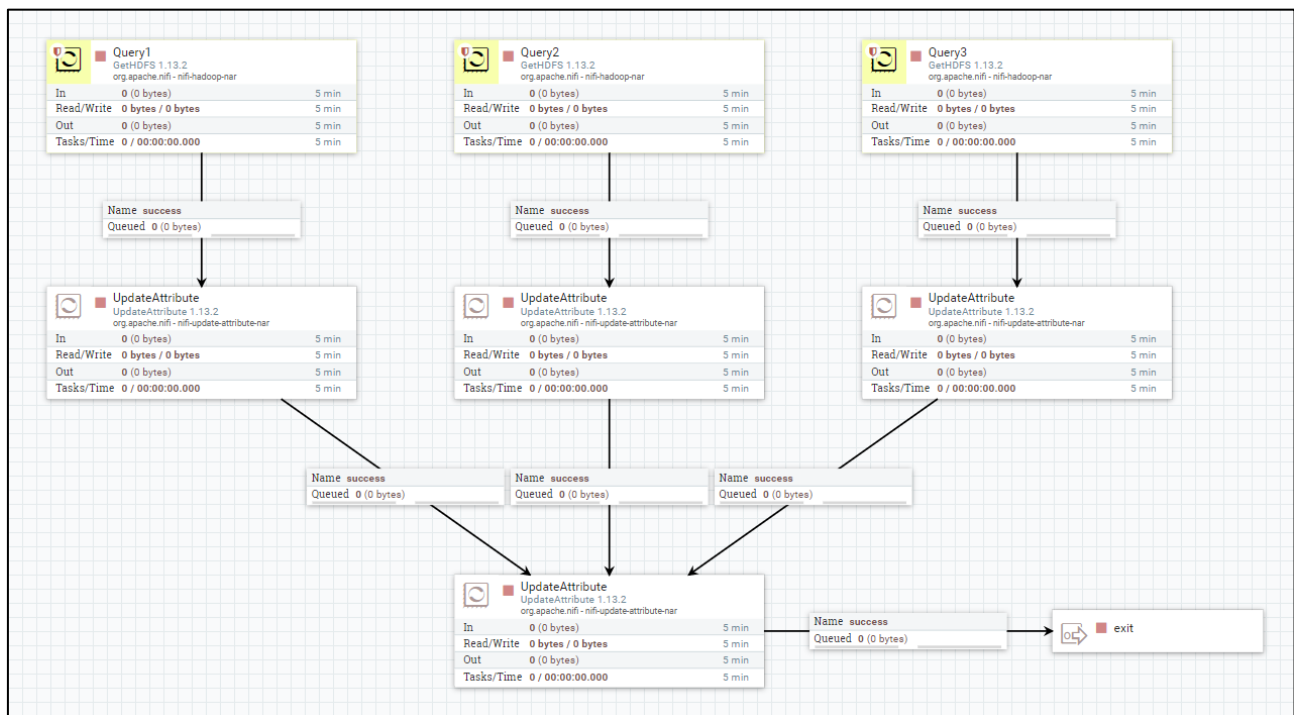 Query1
GetHDFS 1.13.2
org.apache.nifi - nifi-hadoop-nar
In 0 (0 bytes) 5 min
Read/Write 0 bytes / 0 bytes 5 min
Out 0 (0 bytes) 5 min
Tasks/Time 0 / 00:00:00.000 5 min
Query2
GetHDFS 1.13.2
org.apache.nifi - nifi-hadoop-nar
In 0 (0 bytes) 5 min
Read/Write 0 bytes / 0 bytes 5 min
Out 0 (0 bytes) 5 min
Tasks/Time 0 / 00:00:00.000 5 min
Query3
GetHDFS 1.13.2
org.apache.nifi - nifi-hadoop-nar
In 0 (0 bytes) 5 min
Read/Write 0 bytes / 0 bytes 5 min
Out 0 (0 bytes) 5 min
Tasks/Time 0 / 00:00:00.000 5 min
Name success
Queued 0 (0 bytes)
Name success
Queued 0 (0 bytes)
Name success
Queued 0 (0 bytes)
UpdateAttribute
UpdateAttribute 1.13.2
org.apache.nifi - nifi-update-attribute-nar
In 0 (0 bytes) 5 min
Read/Write 0 bytes / 0 bytes 5 min
Out 0 (0 bytes) 5 min
Tasks/Time 0 / 00:00:00.000 5 min
UpdateAttribute
UpdateAttribute 1.13.2
org.apache.nifi - nifi-update-attribute-nar
In 0 (0 bytes) 5 min
Read/Write 0 bytes / 0 bytes 5 min
Out 0 (0 bytes) 5 min
Tasks/Time 0 / 00:00:00.000 5 min
UpdateAttribute
UpdateAttribute 1.13.2
org.apache.nifi - nifi-update-attribute-nar
In 0 (0 bytes) 5 min
Read/Write 0 bytes / 0 bytes 5 min
Out 0 (0 bytes) 5 min
Tasks/Time 0 / 00:00:00.000 5 min
Name success
Queued 0 (0 bytes)
Name success
Queued 0 (0 bytes)
Name success
Queued 0 (0 bytes)
UpdateAttribute
UpdateAttribute 1.13.2
org.apache.nifi - nifi-update-attribute-nar
In 0 (0 bytes) 5 min
Read/Write 0 bytes / 0 bytes 5 min
Out 0 (0 bytes) 5 min
Tasks/Time 0 / 00:00:00.000 5 min
Name success
Queued 0 (0 bytes)
exit